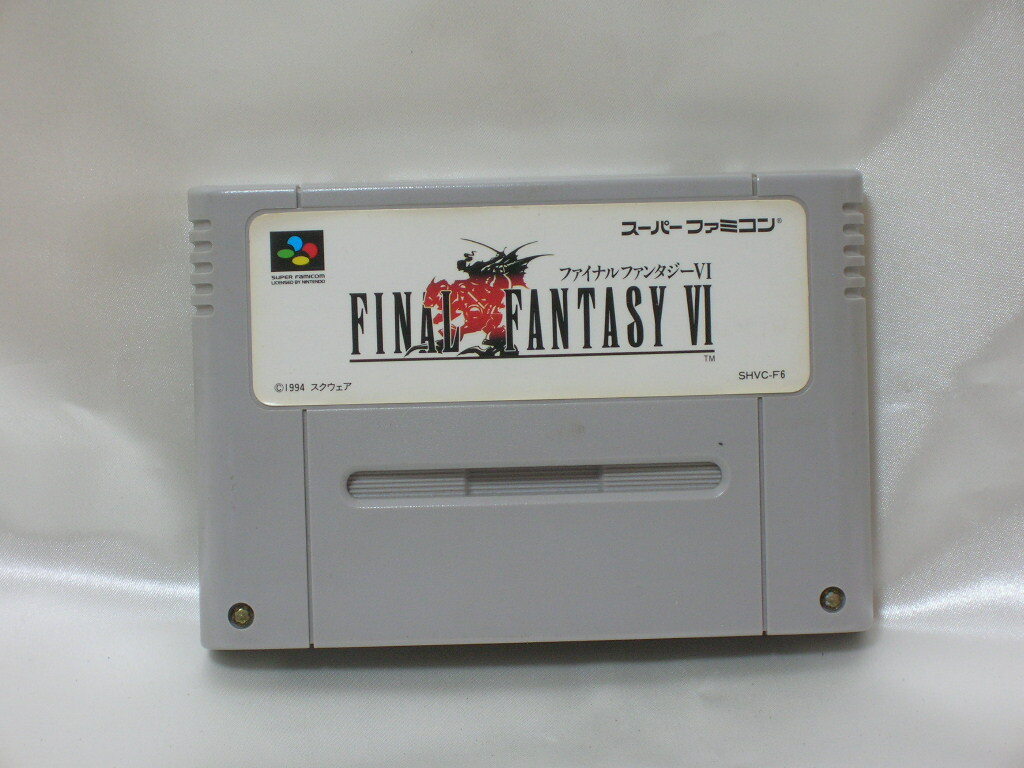 スーパーファミコン®
SUPER FAMICOM
LICENSED BY NINTENDO
ファイナルファンタジーVI
FINAL FANTASY VI
TM
©1994 スクウェア
SHVC-F6